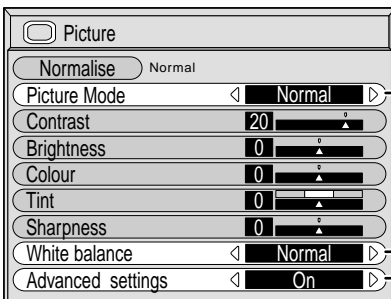 Picture
Normalise Normal
Picture Mode Normal
Contrast 20
Brightness 0
Colour 0
Tint 0
Sharpness 0
White balance Normal
Advanced settings On